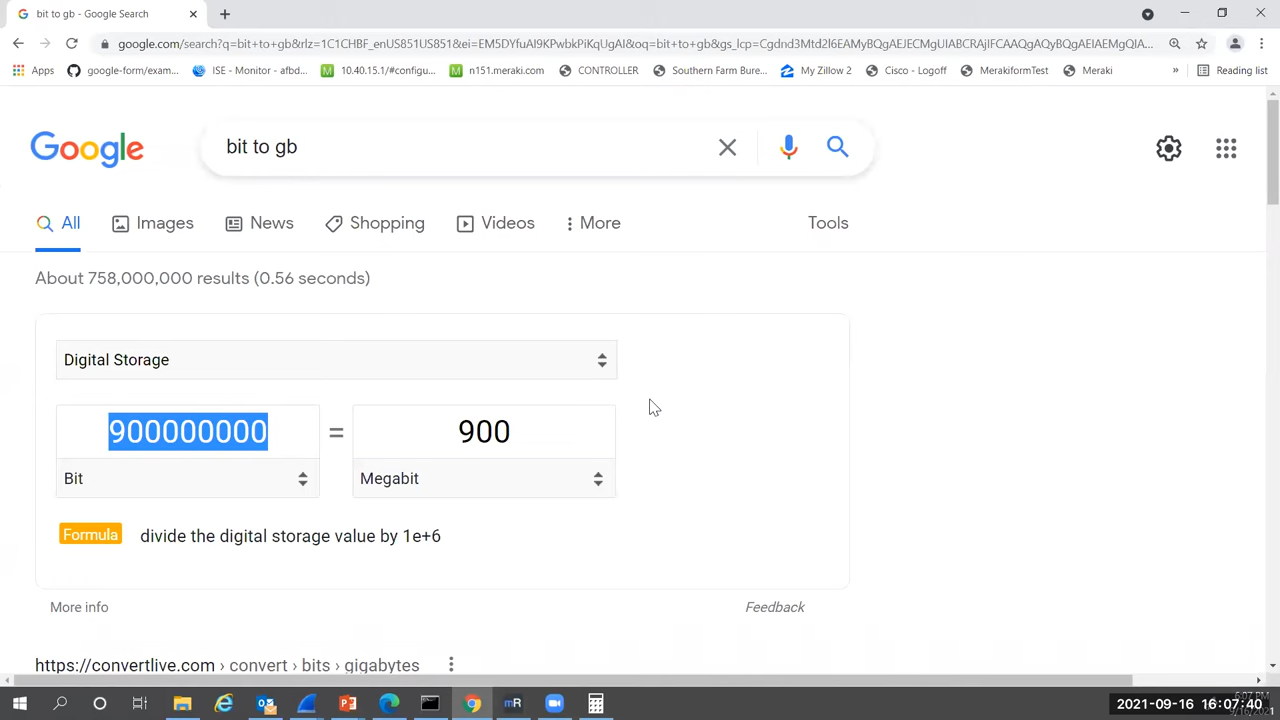 bit to gb - Google Search
google.com/search?q=bit+to+gb&rlz=1C1CHBF_enUS851US851&ei=EM5DYfuAOKPwbkPiKqUgAI&oq=bit+to+gb&gs_lcp=Cgdnd3Mtd2l6EAMyBQgAEJECMgUIABCRAjIFCAAQgAQyBQgAEIAEMgQIA...
Apps
google-form/exam...
ISE - Monitor - afbd...
10.40.15.1/#configu...
n151.meraki.com
CONTROLLER
Southern Farm Bure...
My Zillow 2
Cisco - Logoff
MerakiformTest
Meraki
»
Reading list
Google
bit to gb
All
Images
News
Shopping
Videos
More
Tools
About 758,000,000 results (0.56 seconds)
Digital Storage
900000000 = 900
Bit
Megabit
Formula divide the digital storage value by 1e+6
More info
Feedback
https://convertlive.com › convert › bits › gigabytes
2021-09-16 16:07:40